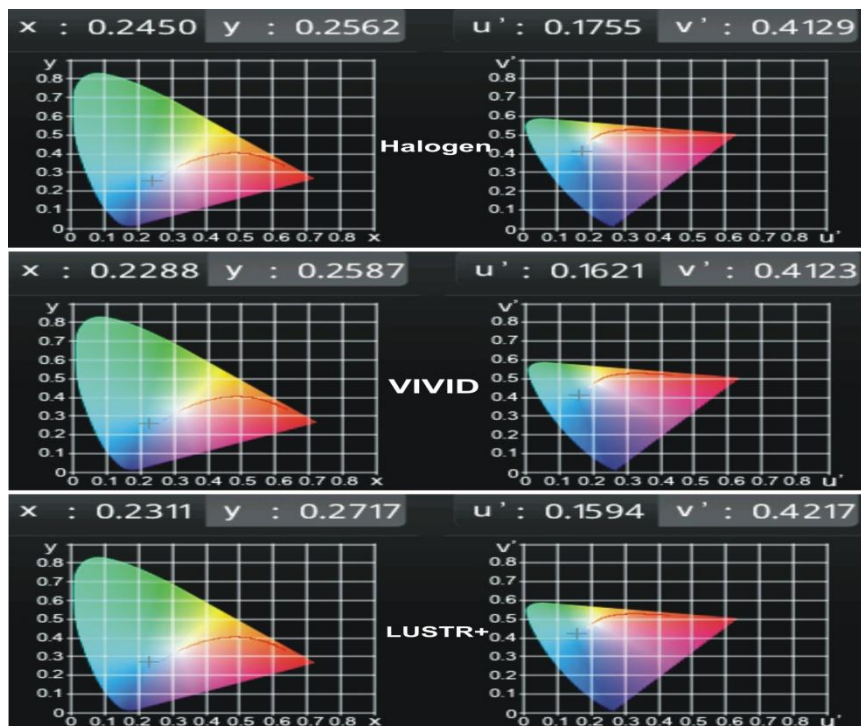 x : 0.2450 y : 0.2562 u' : 0.1755 v' : 0.4129
y v'
0.8 0.8
0.7 0.7
0.6 0.6
0.5 0.5
0.4 Halogen 0.4
0.3 0.3
0.2 0.2
0.1 0.1
0 0.1 0.2 0.3 0.4 0.5 0.6 0.7 0.8 x 0 0.1 0.2 0.3 0.4 0.5 0.6 0.7 0.8 u'
x : 0.2288 y : 0.2587 u' : 0.1621 v' : 0.4123
y v'
0.8 0.8
0.7 0.7
0.6 0.6
0.5 0.5
0.4 VIVID 0.4
0.3 0.3
0.2 0.2
0.1 0.1
0 0
0 0.1 0.2 0.3 0.4 0.5 0.6 0.7 0.8 x 0 0.1 0.2 0.3 0.4 0.5 0.6 0.7 0.8 u'
x : 0.2311 y : 0.2717 u' : 0.1594 v' : 0.4217
y v'
0.8 0.8
0.7 0.7
0.6 0.6
0.5 0.5
0.4 LUSTR+ 0.4
0.3 0.3
0.2 0.2
0.1 0.1
0 0
0 0.1 0.2 0.3 0.4 0.5 0.6 0.7 0.8 x 0 0.1 0.2 0.3 0.4 0.5 0.6 0.7 0.8 u'